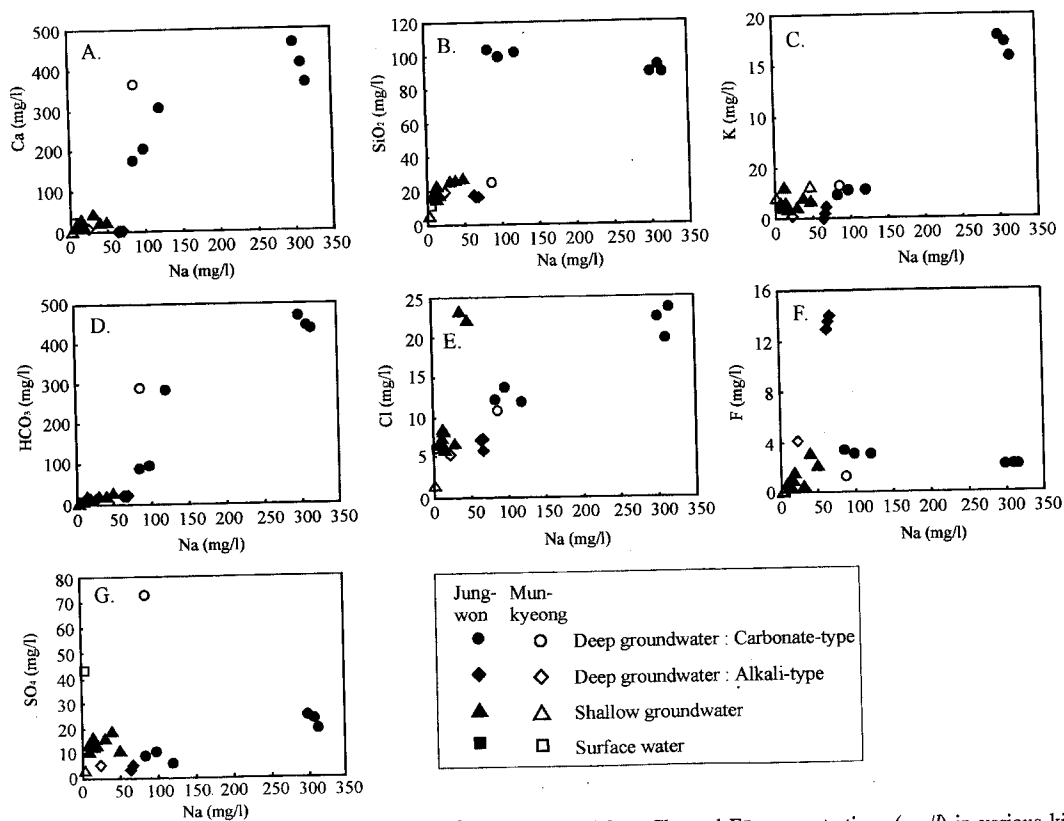 A.
500
400
300
200
100
0
Ca (mg/l)
0 50 100 150 200 250 300 350
Na (mg/l)
B.
120
100
80
60
40
20
0
SiO₂ (mg/l)
0 50 100 150 200 250 300 350
Na (mg/l)
C.
20
15
10
20
0
K (mg/l)
0 50 100 150 200 250 300 350
Na (mg/l)
D.
500
400
300
200
100
0
HCO₃ (mg/l)
0 50 100 150 200 250 300 350
Na (mg/l)
E.
25
20
15
10
5
0
Cl (mg/l)
0 50 100 150 200 250 300 350
Na (mg/l)
F.
16
12
8
4
0
F (mg/l)
0 50 100 150 200 250 300 350
Na (mg/l)
G.
80
70
60
50
40
30
20
10
0
SO₄ (mg/l)
0 50 100 150 200 250 300 350
Na (mg/l)
Jung-won
Mun-kyeong
Deep groundwater : Carbonate-type
Deep groundwater : Alkali-type
Shallow groundwater
Surface water
in various